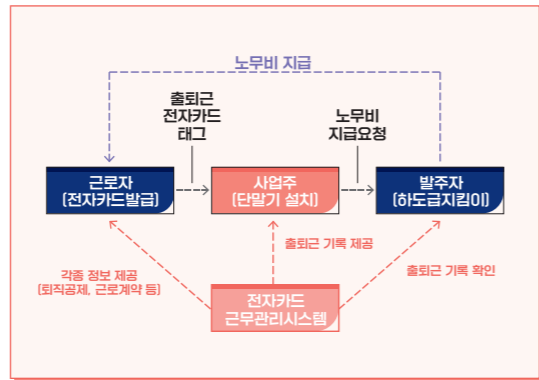 노무비 지급
출퇴근
전자카드
태그
노무비
지급요청
근로자
(전자카드발급)
사업주
(단말기 설치)
발주자
(하도급지킴이)
출퇴근 기록 제공
각종 정보 제공
(퇴직공제, 근로계약 등)
출퇴근 기록 확인
전자카드
근무관리시스템